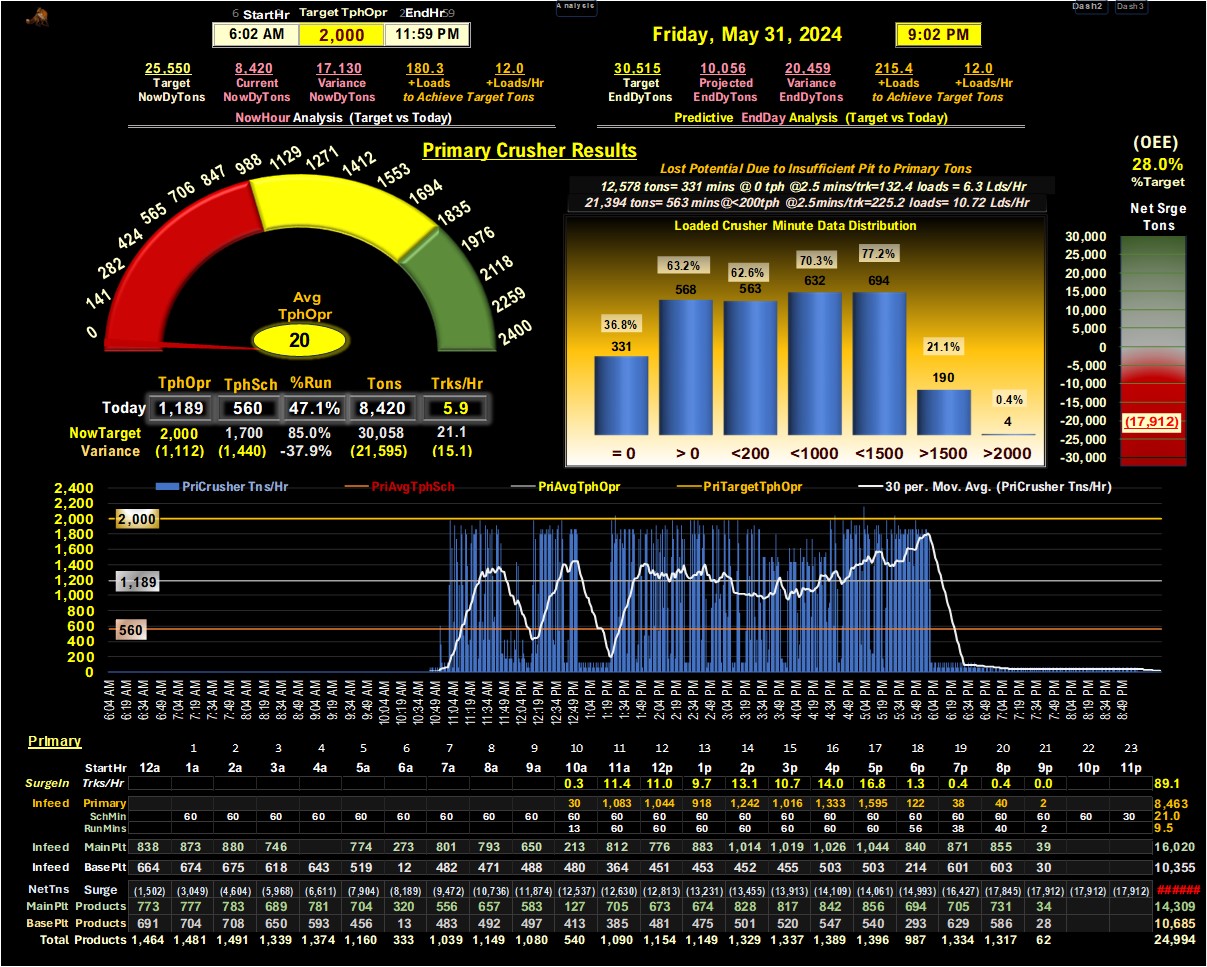 Analysis Dash2 Dash3
6 StartHr Target TphOpr 2EndHr59
6:02 AM 2,000 11:59 PM Friday, May 31, 2024 9:02 PM
25,550 8,420 17,130 180.3 12.0 30,515 10,056 20,459 215.4 12.0
Target Current Variance +Loads +Loads/Hr Target Projected Variance +Loads +Loads/Hr
NowDyTons NowDyTons NowDyTons to Achieve Target Tons EndDyTons EndDyTons EndDyTons to Achieve Target Tons
NowHour Analysis (Target vs Today) Predictive EndDay Analysis (Target vs Today)
Primary Crusher Results
0 141 282 424 565 706 847 988 1129 1271 1412 1553 1694 1835 1976 2118 2259 2400
Avg
TphOpr
20
TphOpr TphSch %Run Tons Trks/Hr
Today 1,189 560 47.1% 8,420 5.9
NowTarget 2,000 1,700 85.0% 30,058 21.1
Variance (1,112) (1,440) -37.9% (21,595) (15.1)
Lost Potential Due to Insufficient Pit to Primary Tons
12,578 tons= 331 mins @ 0 tph @2.5 mins/trk=132.4 loads = 6.3 Lds/Hr
21,394 tons= 563 mins@<200tph @2.5mins/trk=225.2 loads= 10.72 Lds/Hr
Loaded Crusher Minute Data Distribution
36.8% 63.2% 62.6% 70.3% 77.2% 21.1% 0.4%
331 568 563 632 694 190 4
= 0 > 0 <200 <1000 <1500 >1500 >2000
(OEE)
28.0%
%Target
Net Srge
Tons
30,000
25,000
20,000
15,000
10,000
5,000
0
-5,000
-10,000
-15,000
-20,000
-25,000
-30,000
(17,912)
PriCrusher Tns/Hr PriAvgTphSch PriAvgTphOpr PriTargetTphOpr 30 per. Mov. Avg. (PriCrusher Tns/Hr)
2,400
2,200
2,000
1,800
1,600
1,400
1,200
1,000
800
600
400
200
0
2,000
1,189
560
6:04 AM 6:19 AM 6:34 AM 6:49 AM 7:04 AM 7:19 AM 7:34 AM 7:49 AM 8:04 AM 8:19 AM 8:34 AM 8:49 AM 9:04 AM 9:19 AM 9:34 AM 9:49 AM 10:04 AM 10:19 AM 10:34 AM 10:49 AM 11:04 AM 11:19 AM 11:34 AM 11:49 AM 12:04 PM 12:19 PM 12:34 PM 12:49 PM 1:04 PM 1:19 PM 1:34 PM 1:49 PM 2:04 PM 2:19 PM 2:34 PM 2:49 PM 3:04 PM 3:19 PM 3:34 PM 3:49 PM 4:04 PM 4:19 PM 4:34 PM 4:49 PM 5:04 PM 5:19 PM 5:34 PM 5:49 PM 6:04 PM 6:19 PM 6:34 PM 6:49 PM 7:04 PM 7:19 PM 7:34 PM 7:49 PM 8:04 PM 8:19 PM 8:34 PM 8:49 PM
Primary
1 2 3 4 5 6 7 8 9 10 11 12 13 14 15 16 17 18 19 20 21 22 23
StartHr 12a 1a 2a 3a 4a 5a 6a 7a 8a 9a 10a 11a 12p 1p 2p 3p 4p 5p 6p 7p 8p 9p 10p 11p
SurgeIn Trks/Hr 0.3 11.4 11.0 9.7 13.1 10.7 14.0 16.8 1.3 0.4 0.4 0.0 89.1
Infeed Primary 30 1,083 1,044 918 1,242 1,016 1,333 1,595 122 38 40 2 8,463
SchMin 60 60 60 60 60 60 60 60 60 60 60 60 60 60 60 60 60 60 60 60 60 60 30 21.0
RunMins 13 60 60 60 60 60 60 60 56 38 40 2 9.5
Infeed MainPlt 838 873 880 746 774 273 801 793 650 213 812 776 883 1,014 1,019 1,026 1,044 840 871 855 39 16,020
Infeed BasePlt 664 674 675 618 643 519 12 482 471 488 480 364 451 453 452 455 503 503 214 601 603 30 10,355
NetTns Surge (1,502) (3,049) (4,604) (5,968) (6,611) (7,904) (8,189) (9,472) (10,736) (11,874) (12,537) (12,630) (12,813) (13,231) (13,455) (13,913) (14,109) (14,061) (14,993) (16,427) (17,845) (17,912) (17,912) (17,912) ######
MainPlt Products 773 777 783 689 781 704 320 556 657 583 127 705 673 674 828 817 842 856 694 705 731 34 14,309
BasePlt Products 691 704 708 650 593 456 13 483 492 497 413 385 481 475 501 520 547 540 293 629 586 28 10,685
Total Products 1,464 1,481 1,491 1,339 1,374 1,160 333 1,039 1,149 1,080 540 1,090 1,154 1,149 1,329 1,337 1,389 1,396 987 1,334 1,317 62 24,994